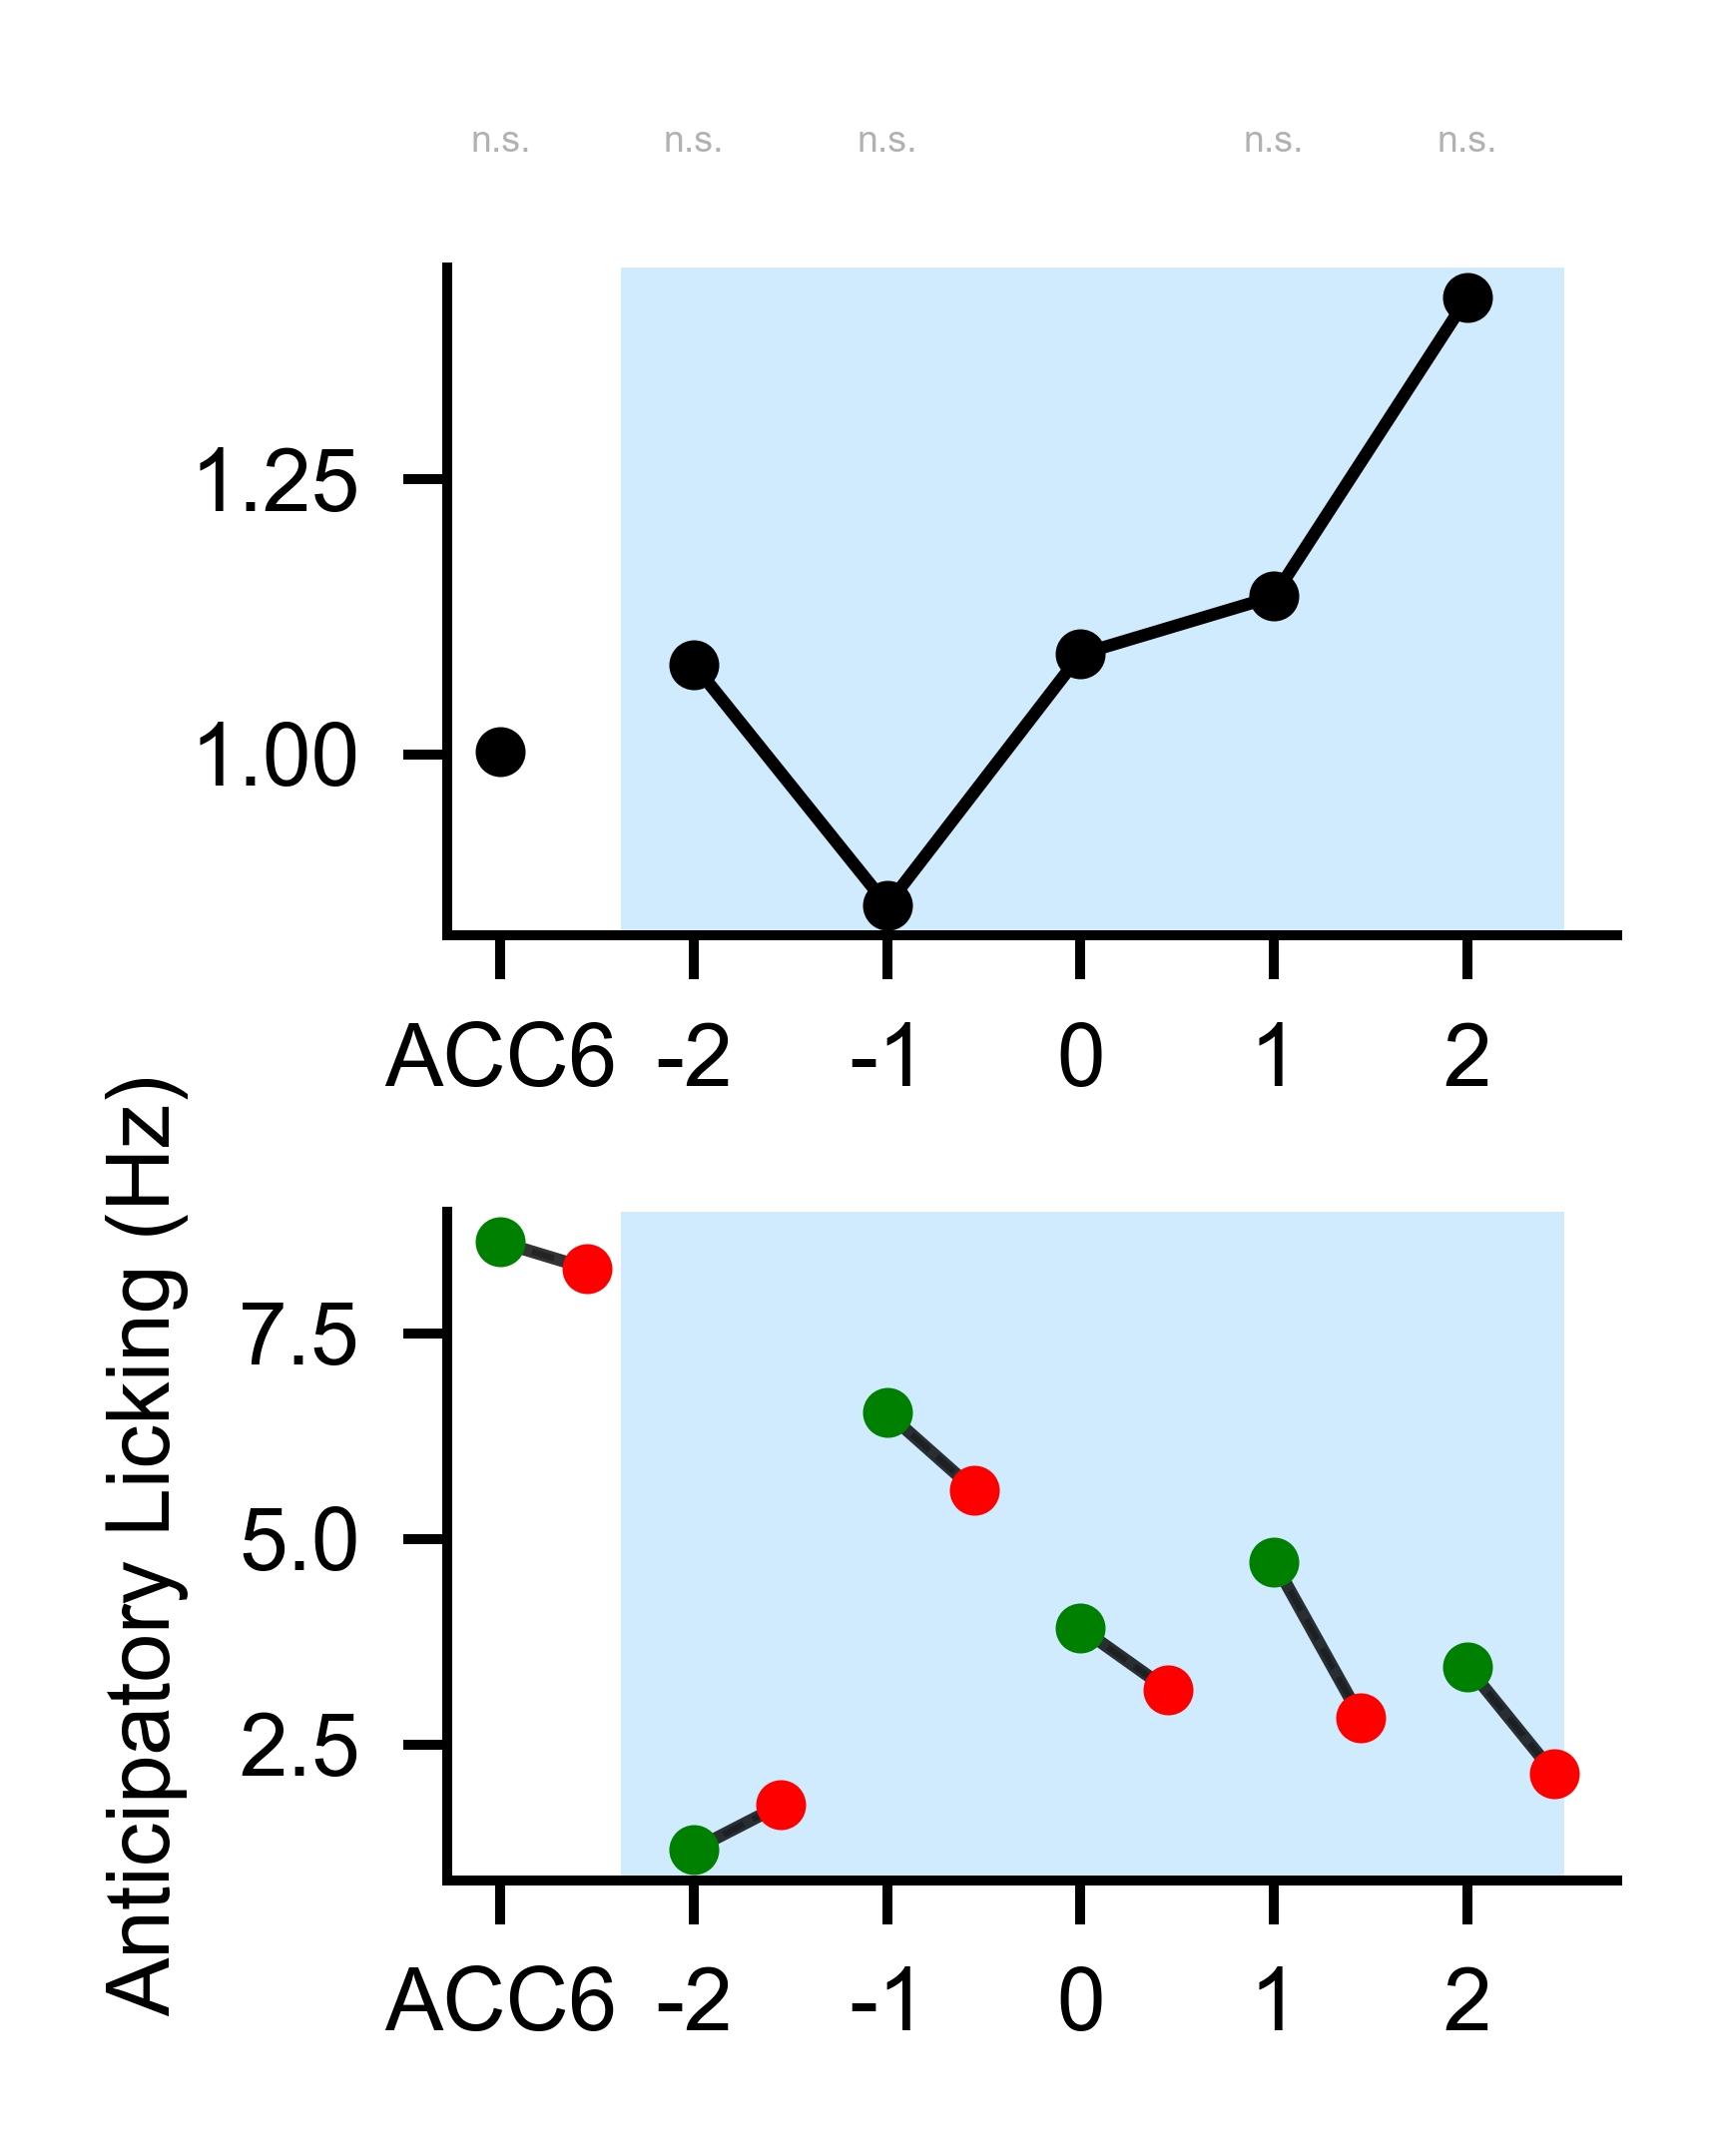 n.s. n.s. n.s. n.s. n.s.
1.25
1.00
ACC6 -2 -1 0 1 2
Anticipatory Licking (Hz)
7.5
5.0
2.5
ACC6 -2 -1 0 1 2